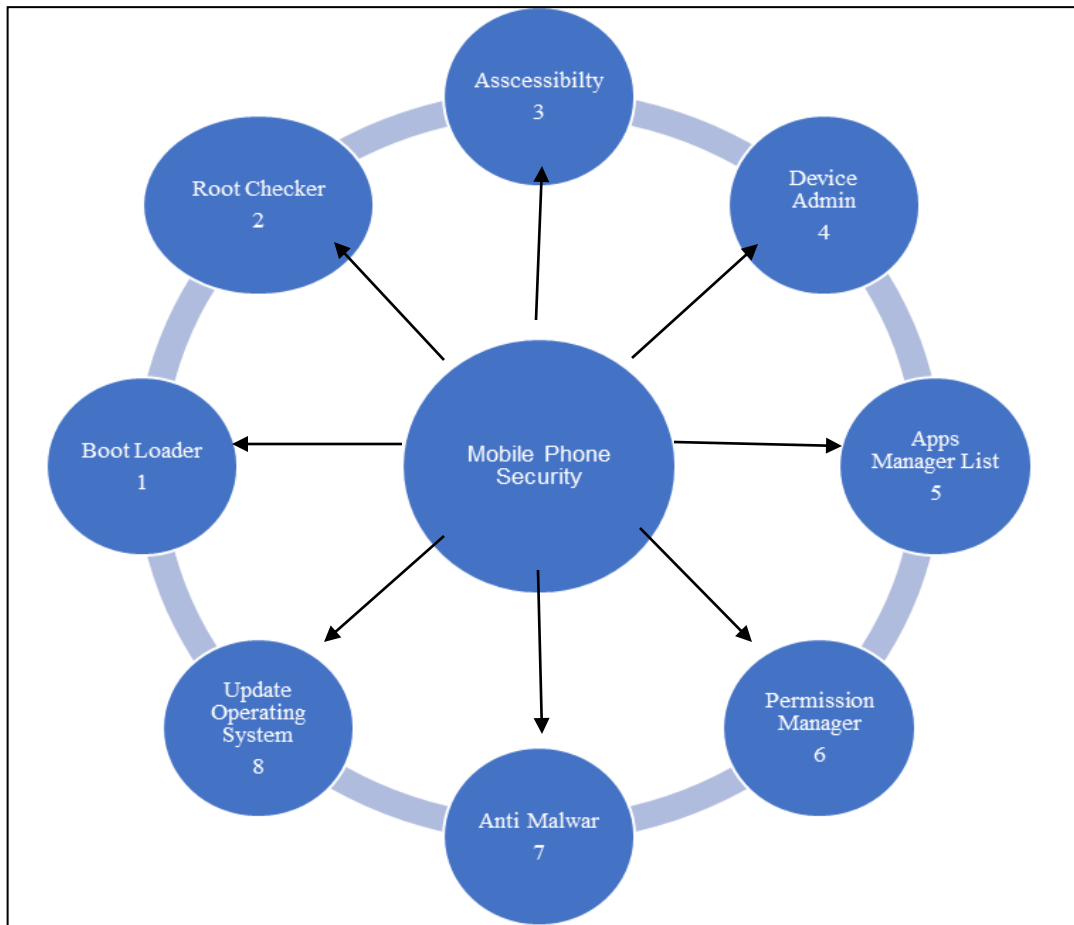 Asscessibilty
3
Root Checker
2
Device
Admin
4
Boot Loader
1
Mobile Phone
Security
Apps
Manager List
5
Update
Operating
System
8
Permission
Manager
6
Anti Malwar
7